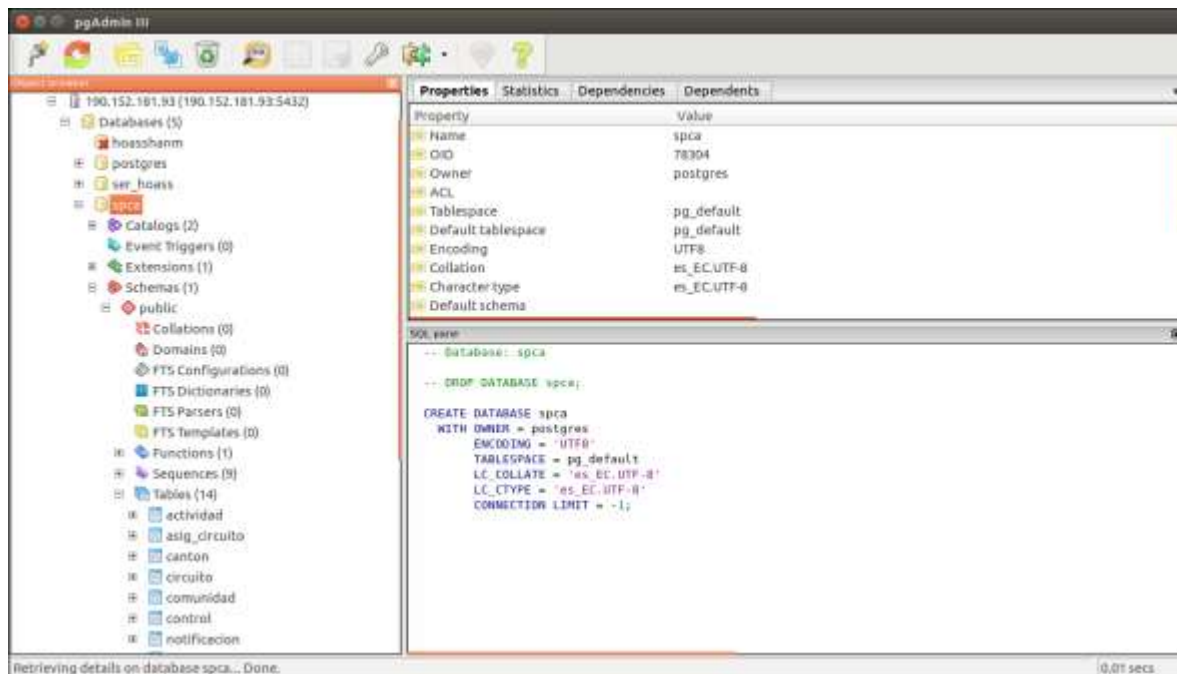 pgAdmin III
Object browser
190.152.181.93 (190.152.181.93:5432)
Databases (5)
hoasshanm
postgres
ser_hoass
spca
Catalogs (2)
Event Triggers (0)
Extensions (1)
Schemas (1)
public
Collations (0)
Domains (0)
FTS Configurations (0)
FTS Dictionaries (0)
FTS Parsers (0)
FTS Templates (0)
Functions (1)
Sequences (9)
Tables (14)
actividad
asig_circuito
canton
circuito
comunidad
control
notificacion
Properties Statistics Dependencies Dependents
Property Value
Name spca
OID 78304
Owner postgres
ACL
Tablespace pg_default
Default tablespace pg_default
Encoding UTF8
Collation es_EC.UTF-8
Character type es_EC.UTF-8
Default schema
SQL pane
-- Database: spca
-- DROP DATABASE spca;
CREATE DATABASE spca
WITH OWNER = postgres
ENCODING = 'UTF8'
TABLESPACE = pg_default
LC_COLLATE = 'es_EC.UTF-8'
LC_CTYPE = 'es_EC.UTF-8'
CONNECTION LIMIT = -1;
Retrieving details on database spca... Done.
0,01 secs